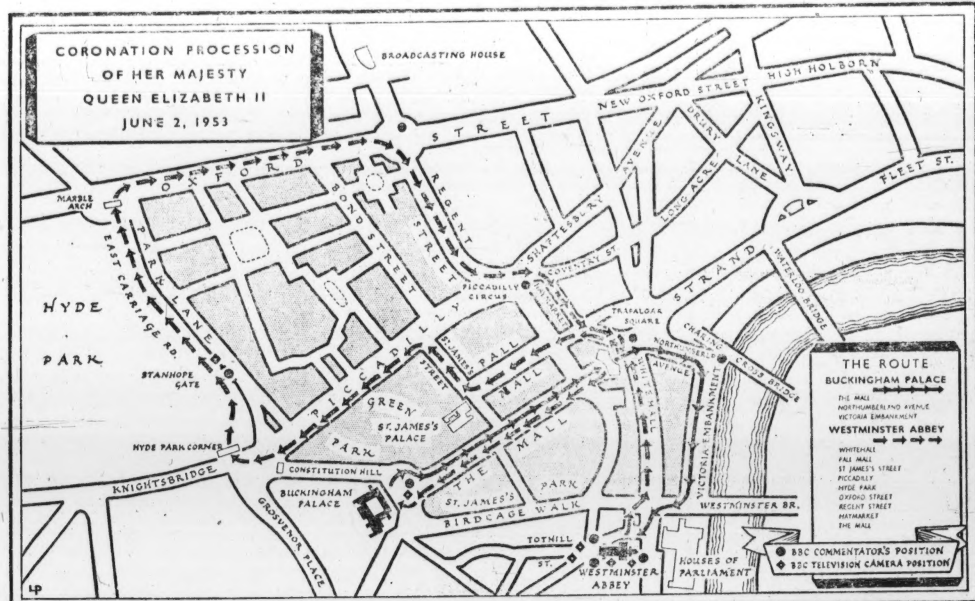 CORONATION PROCESSION
OF HER MAJESTY
QUEEN ELIZABETH II
JUNE 2, 1953
BROADCASTING HOUSE
OXFORD STREET
NEW OXFORD STREET
HIGH HOLBORN
MARBLE
ARCH
PARK LANE
EAST CARRIAGE RD.
HYDE
PARK
BOND STREET
REGENT STREET
SHAFTESBURY AVENUE
DRURY LANE
KINGSWAY
LONG ACRE
FLEET ST.
COVENTRY ST.
PICCADILLY
CIRCUS
HAYMARKET
STRAND
WATERLOO BRIDGE
TRAFALGAR
SQUARE
CHARING CROSS BRIDGE
NORTHUMBERLD
AVENUE
STANHOPE
GATE
PICCADILLY
ST. JAMES'S
STREET
PALL MALL
WHITEHALL
VICTORIA EMBANKMENT
GREEN
PARK
ST. JAMES'S
PALACE
THE MALL
HYDE PARK CORNER
KNIGHTSBRIDGE
CONSTITUTION HILL
GROSVENOR PLACE
BUCKINGHAM
PALACE
ST. JAMES'S PARK
BIRDCAGE WALK
WESTMINSTER BR.
TOTHILL
ST.
WESTMINSTER
ABBEY
HOUSES OF
PARLIAMENT
THE ROUTE
BUCKINGHAM PALACE
THE MALL
NORTHUMBERLAND AVENUE
VICTORIA EMBANKMENT
WESTMINSTER ABBEY
WHITEHALL
PALL MALL
ST JAMES'S STREET
PICCADILLY
HYDE PARK
OXFORD STREET
REGENT STREET
HAYMARKET
THE MALL
BBC COMMENTATOR'S POSITION
BBC TELEVISION CAMERA POSITION
LP